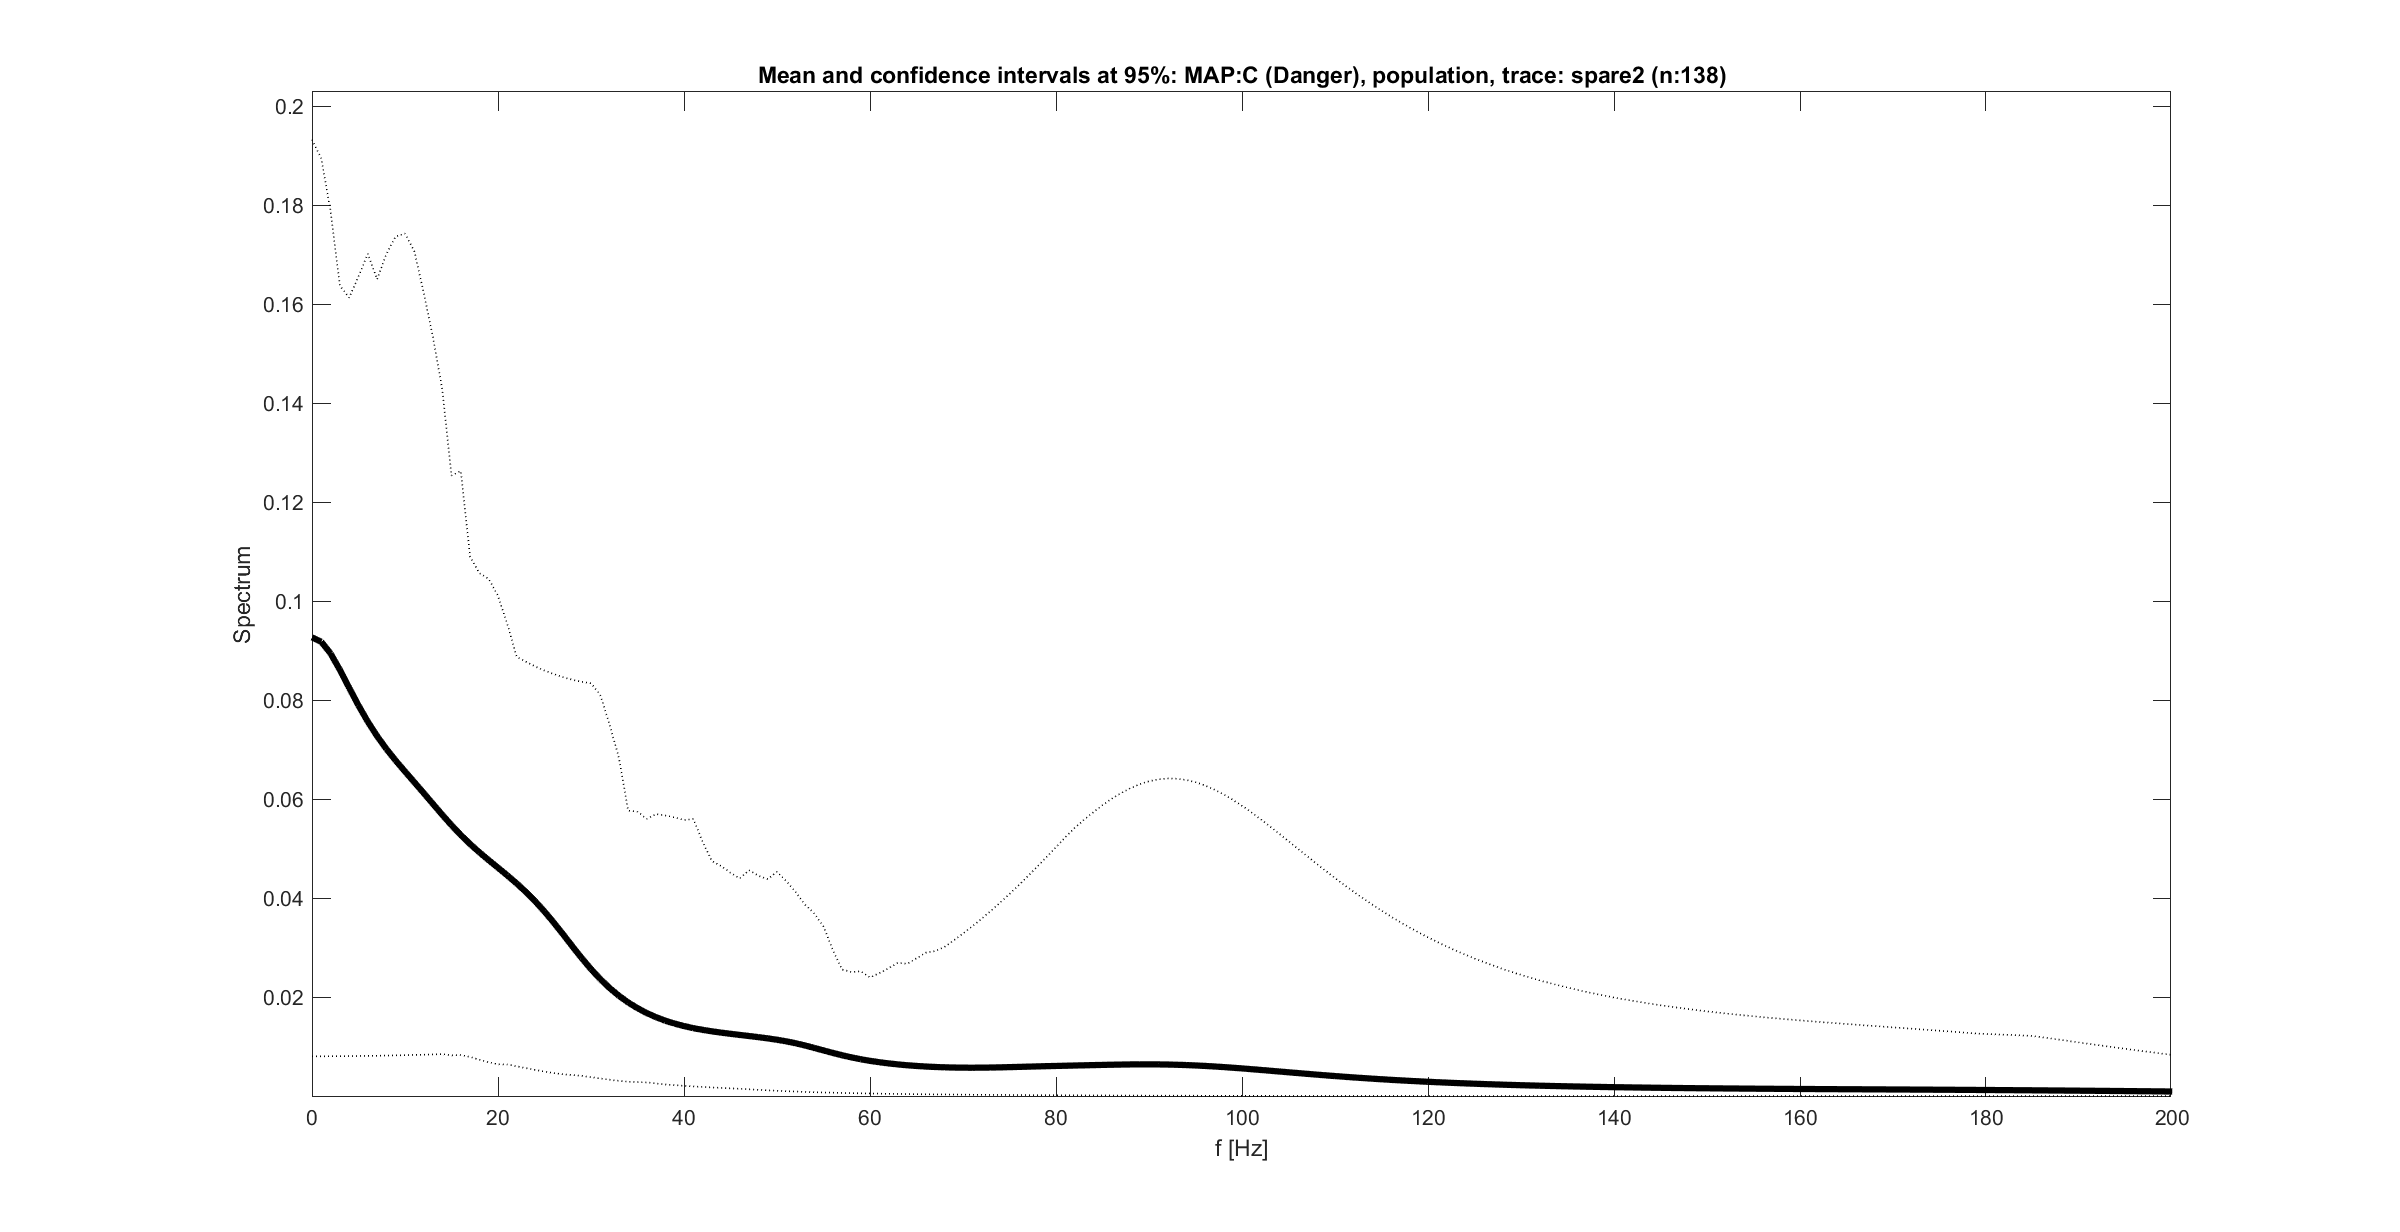 Mean and confidence intervals at 95%: MAP:C (Danger), population, trace: spare2 (n:138)
0.2
0.18
0.16
0.14
0.12
0.1
0.08
0.06
0.04
0.02
Spectrum
0 20 40 60 80 100 120 140 160 180 200
f [Hz]